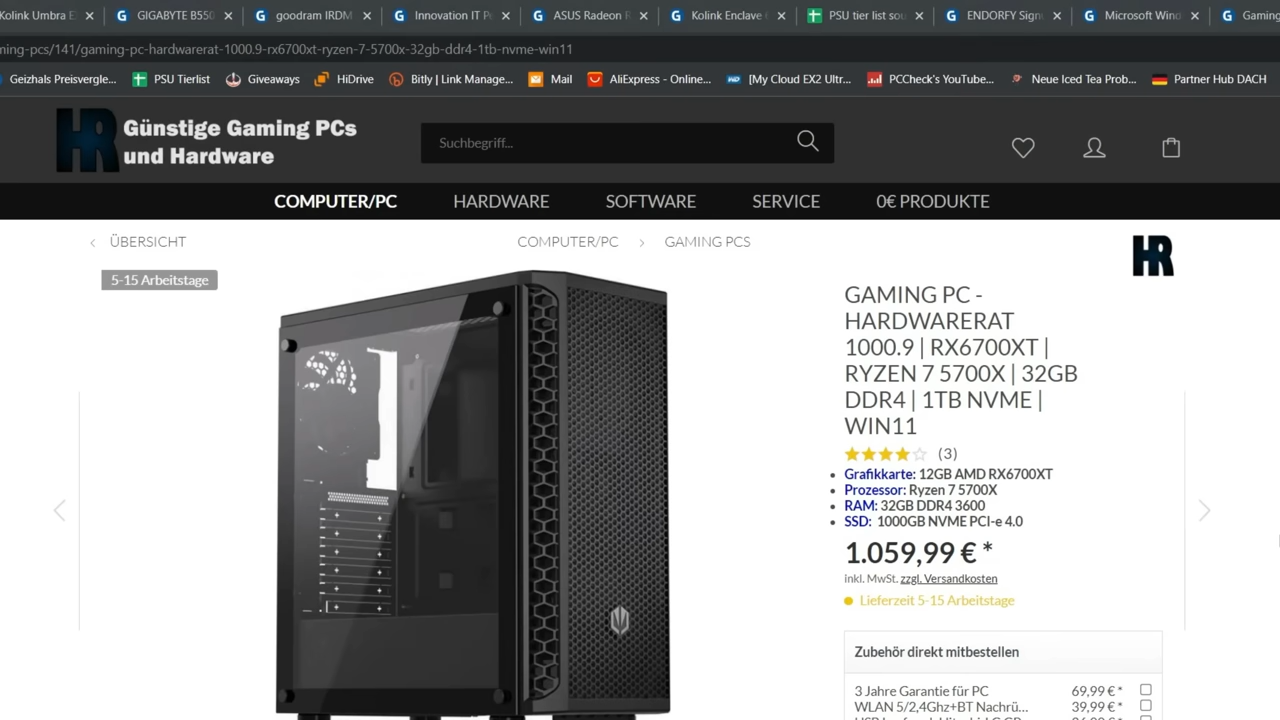 Kolink Umbra E
GIGABYTE B550
goodram IRDM
Innovation IT P
ASUS Radeon R
Kolink Enclave
PSU tier list sou
ENDORFY Sign
Microsoft Wind
Gaming
ming-pcs/141/gaming-pc-hardwarerat-1000.9-rx6700xt-ryzen-7-5700x-32gb-ddr4-1tb-nvme-win11
Geizhals Preisvergle...
PSU Tierlist
Giveaways
HiDrive
Bitly | Link Manage...
Mail
AliExpress - Online...
[My Cloud EX2 Ultr...
PCCheck's YouTube...
Neue Iced Tea Prob...
Partner Hub DACH
HR
Günstige Gaming PCs
und Hardware
Suchbegriff...
COMPUTER/PC
HARDWARE
SOFTWARE
SERVICE
0€ PRODUKTE
ÜBERSICHT
COMPUTER/PC
GAMING PCS
HR
5-15 Arbeitstage
GAMING PC -
HARDWARERAT
1000.9 | RX6700XT |
RYZEN 7 5700X | 32GB
DDR4 | 1TB NVME |
WIN11
(3)
Grafikkarte: 12GB AMD RX6700XT
Prozessor: Ryzen 7 5700X
RAM: 32GB DDR4 3600
SSD: 1000GB NVME PCI-e 4.0
1.059,99 € *
inkl. MwSt. zzgl. Versandkosten
Lieferzeit 5-15 Arbeitstage
Zubehör direkt mitbestellen
3 Jahre Garantie für PC 69,99 € *
WLAN 5/2,4Ghz+BT Nachrü... 39,99 € *